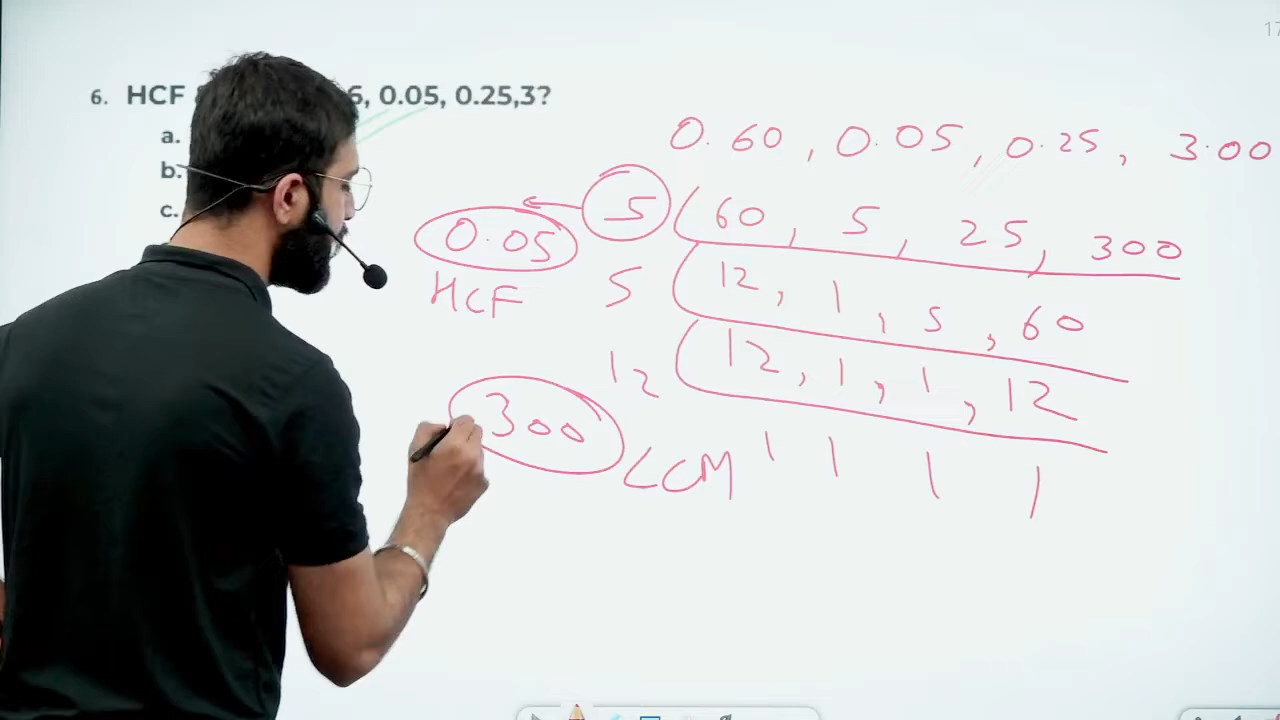 17
6. HCF 6, 0.05, 0.25,3?
a.
b.
c.
0.60, 0.05, 0.25, 3.00
0.05 5 60, 5, 25, 300
HCF 5 12, 1, 5, 60
12 12, 1, 1, 12
300 LCM 1 1 1 1